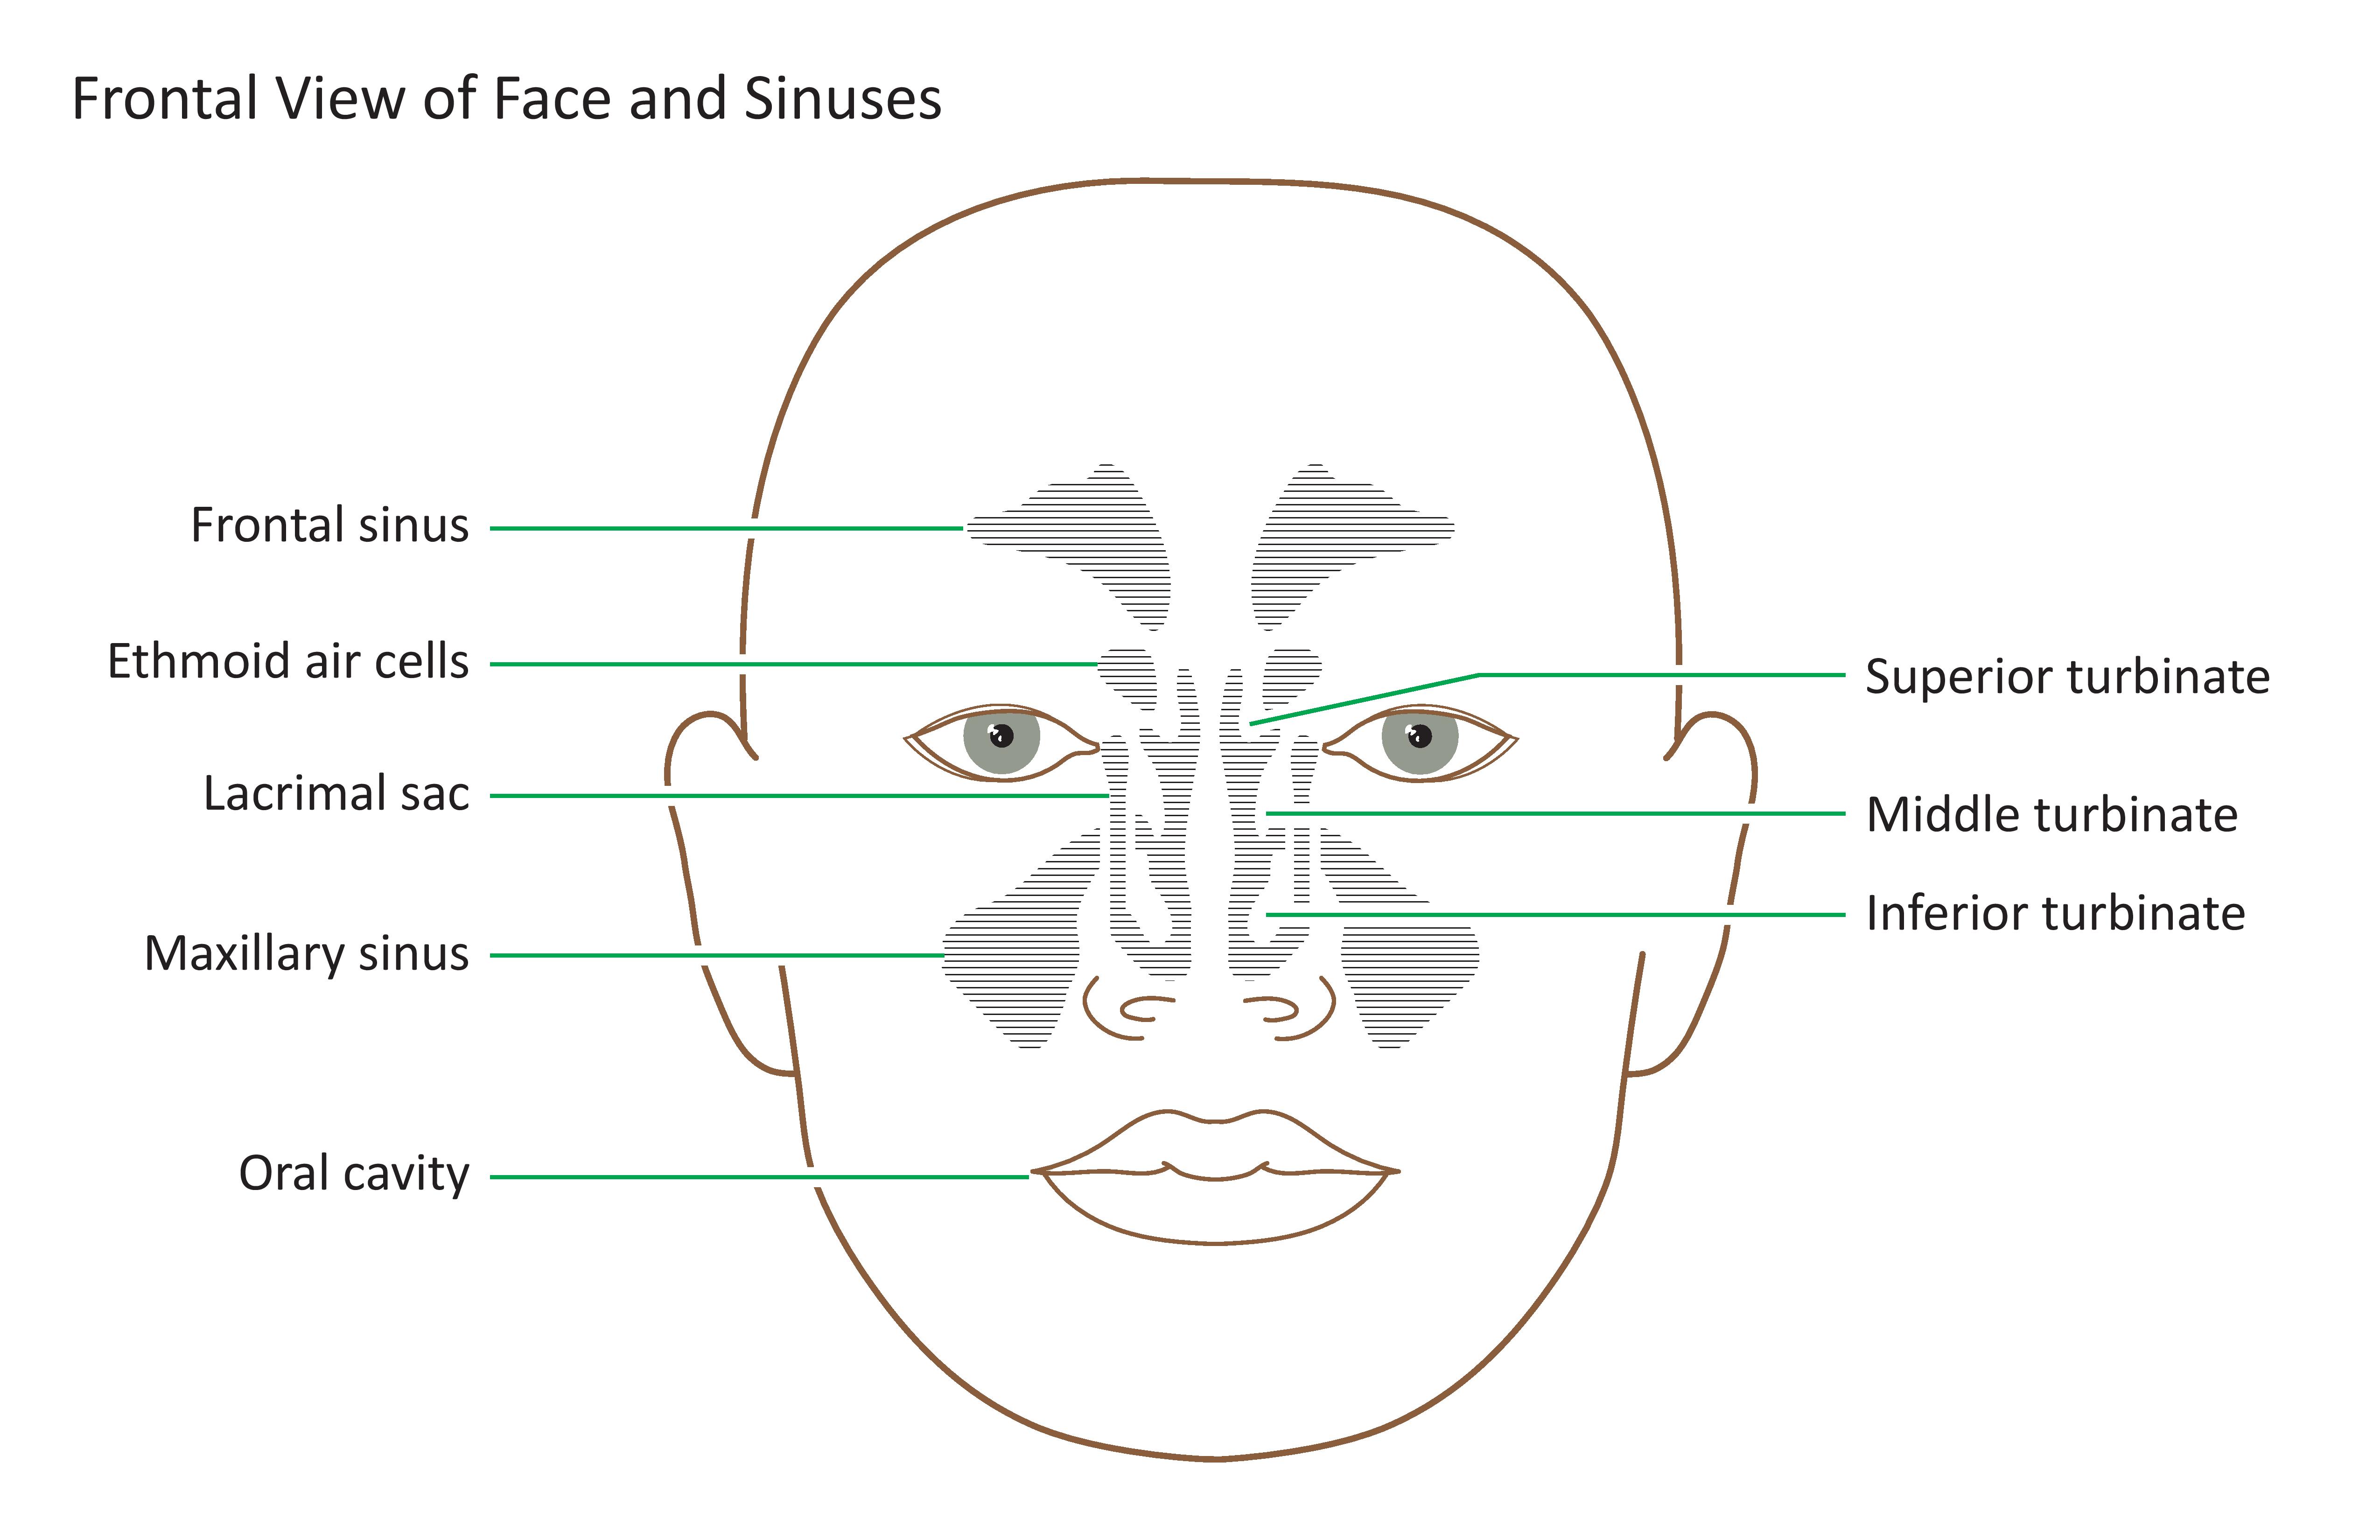 Frontal View of Face and Sinuses
Frontal sinus
Ethmoid air cells
Lacrimal sac
Maxillary sinus
Oral cavity
Superior turbinate
Middle turbinate
Inferior turbinate